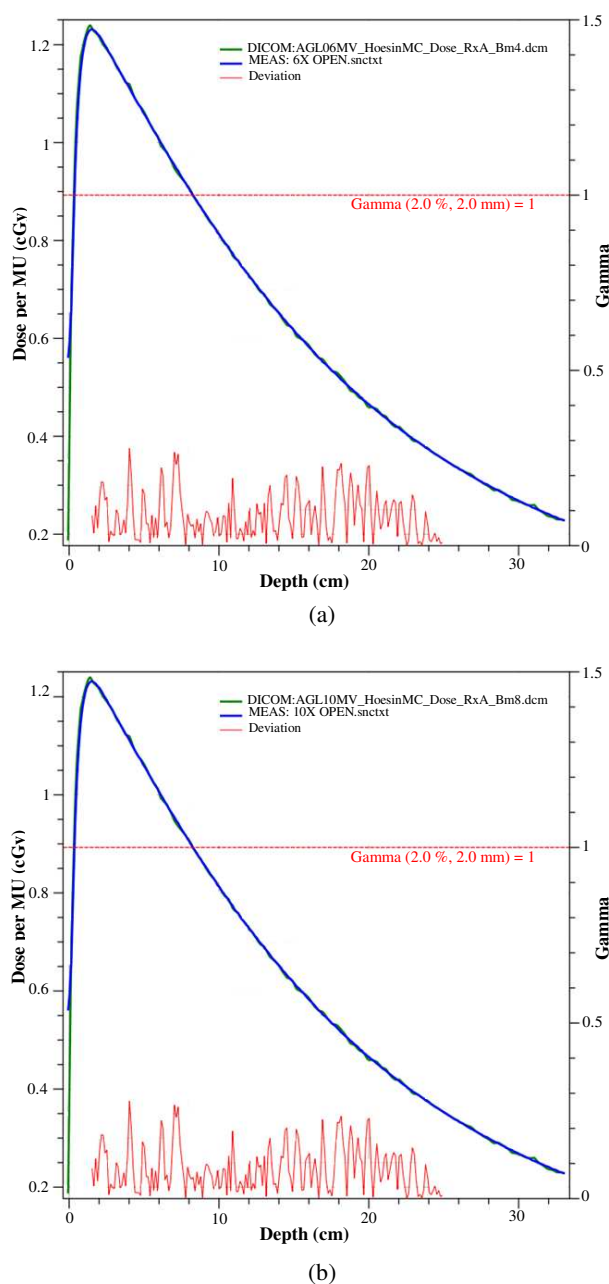 1.5
1.2
DICOM:AGL06MV_HoesinMC_Dose_RxA_Bm4.dcm
MEAS: 6X OPEN.snctxt
Deviation
1
1
Gamma (2.0 %, 2.0 mm) = 1
Dose per MU (cGv)
0.8
Gamma
0.6
0.5
0.4
0.2
0
0
10
20
30
Depth (cm)
(a)
1.5
1.2
DICOM:AGL10MV_HoesinMC_Dose_RxA_Bm8.dcm
MEAS: 10X OPEN.snctxt
Deviation
1
1
Gamma (2.0 %, 2.0 mm) = 1
Dose per MU (cGv)
0.8
Gamma
0.6
0.5
0.4
0.2
0
0
10
20
30
Depth (cm)
(b)